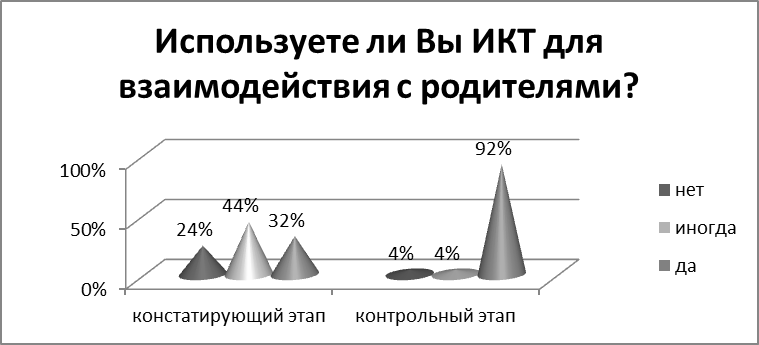 Используете ли Вы ИКТ для
взаимодействия с родителями?
92%
100%
44%
32%
24%
50%
4%
4%
0%
констатирующий этап
контрольный этап
нет
иногда
да